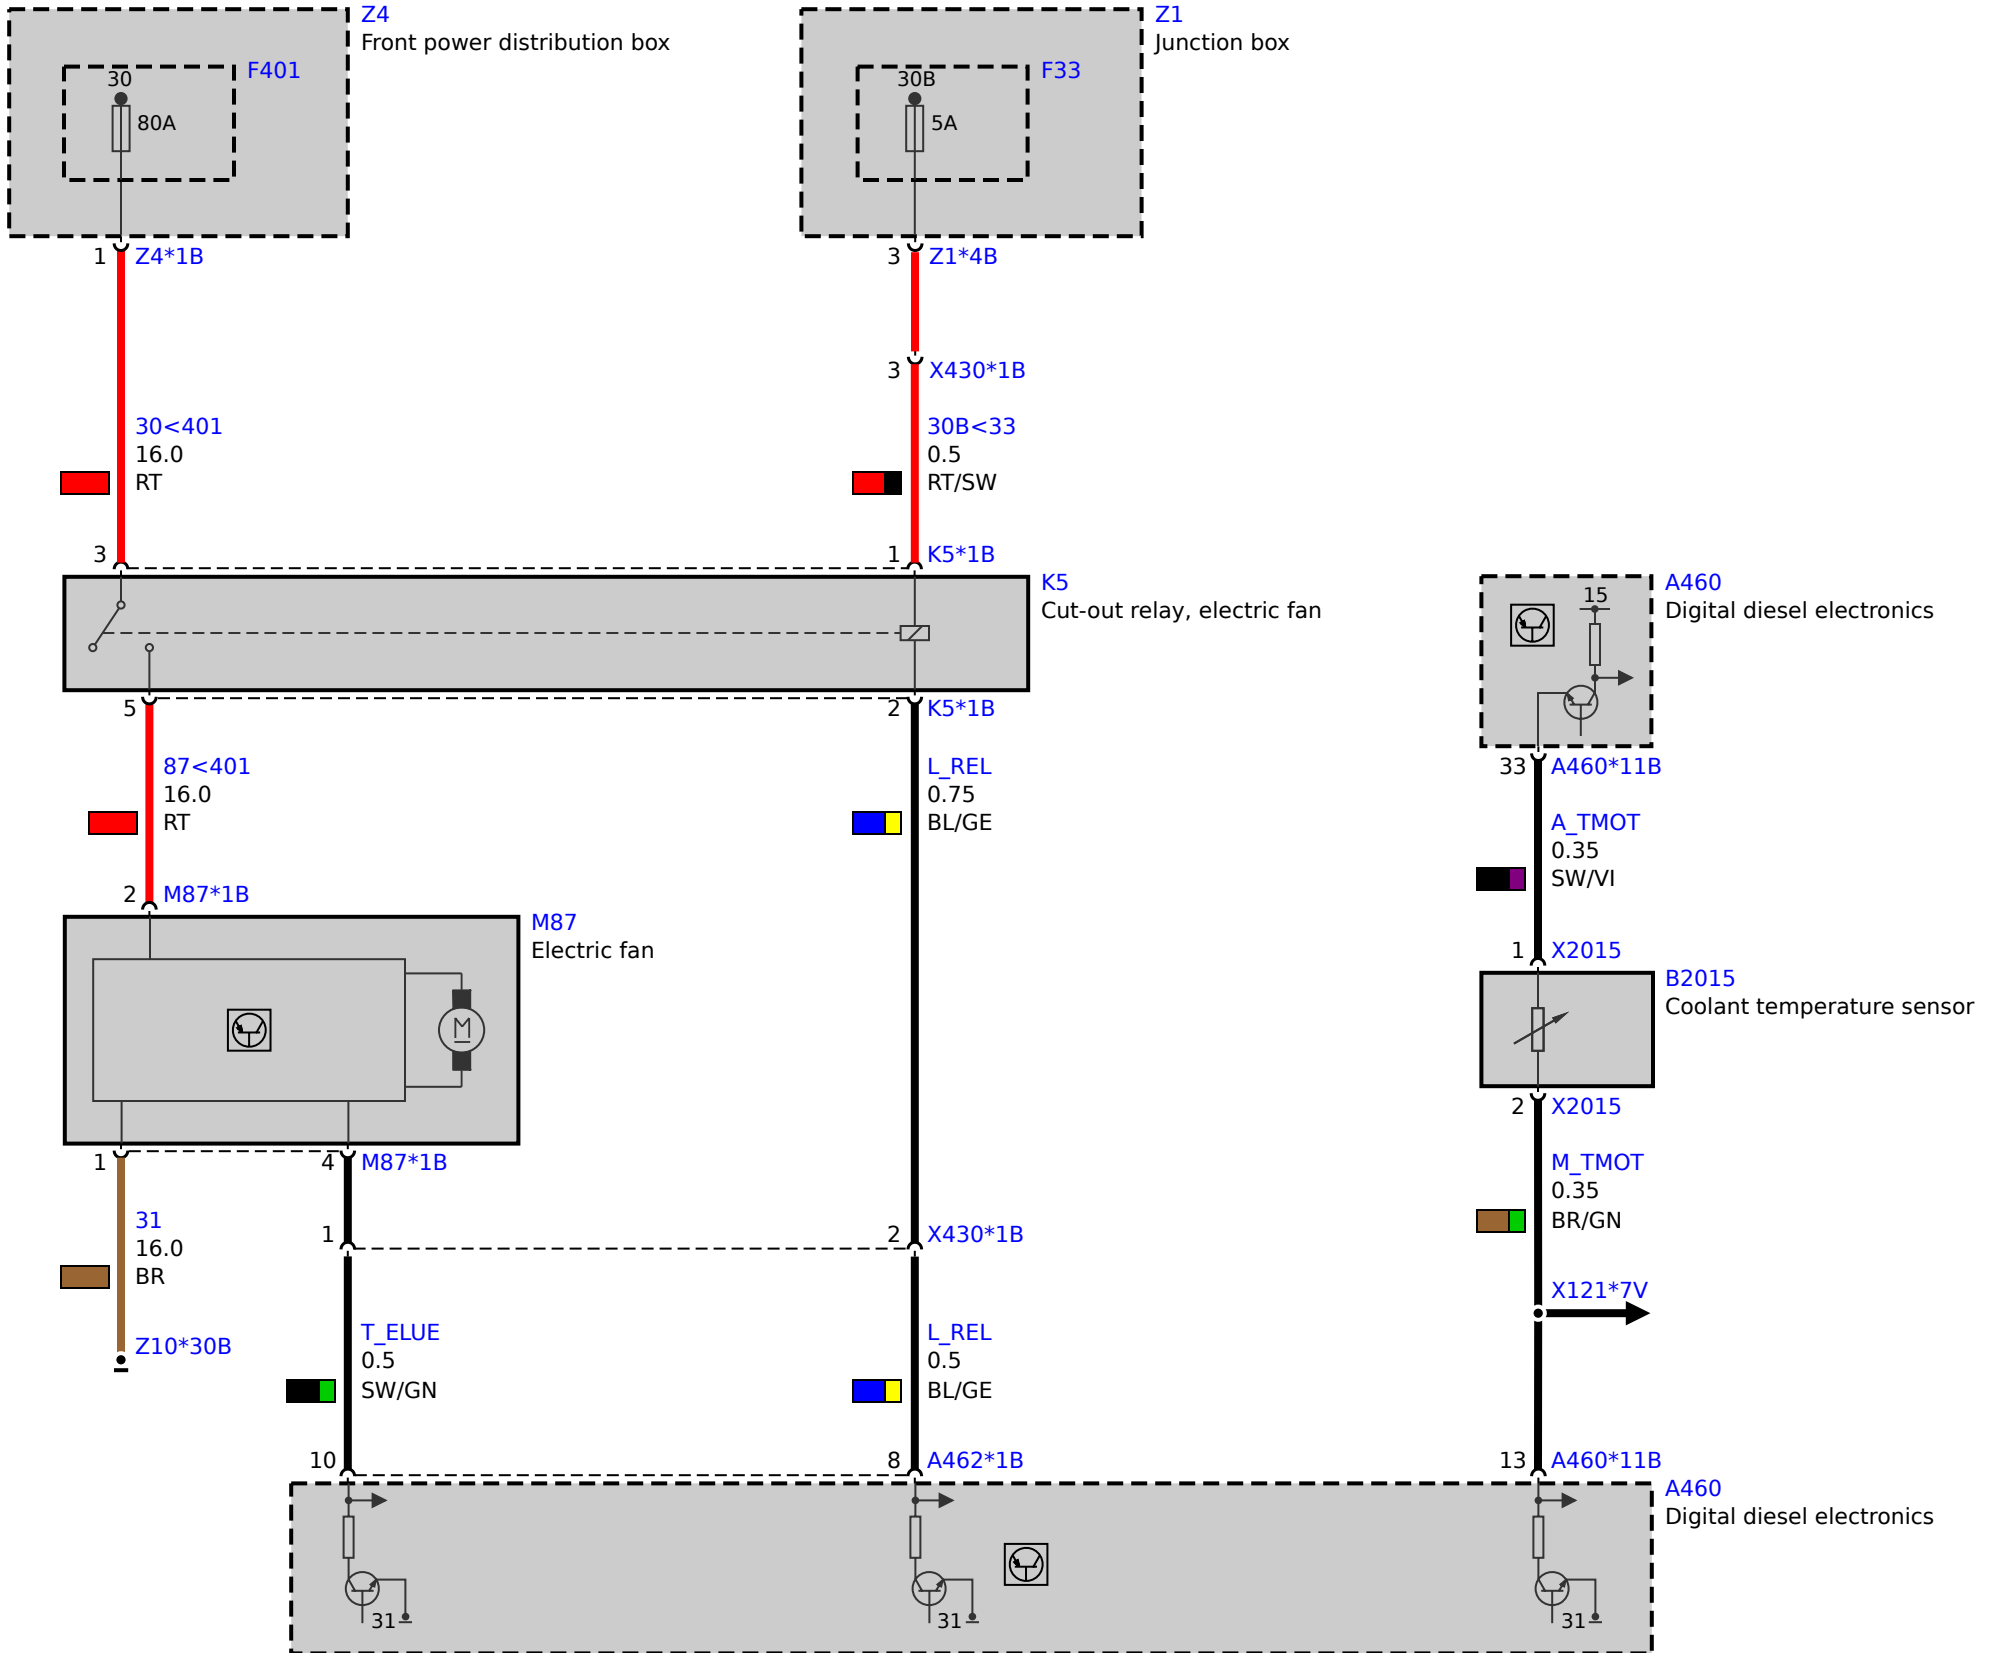 Z4
Front power distribution box
F401
30
80A
Z1
Junction box
F33
30B
5A
1 Z4*1B
3 Z1*4B
3 X430*1B
30<401
16.0
RT
30B<33
0.5
RT/SW
3
1 K5*1B
K5
Cut-out relay, electric fan
A460
Digital diesel electronics
15
5
2 K5*1B
33 A460*11B
87<401
16.0
RT
L_REL
0.75
BL/GE
A_TMOT
0.35
SW/VI
2 M87*1B
M87
Electric fan
M
1 X2015
B2015
Coolant temperature sensor
2 X2015
1
4 M87*1B
M_TMOT
0.35
BR/GN
31
16.0
BR
1
2 X430*1B
X121*7V
Z10*30B
T_ELUE
0.5
SW/GN
L_REL
0.5
BL/GE
10
8 A462*1B
13 A460*11B
A460
Digital diesel electronics
31
31
31